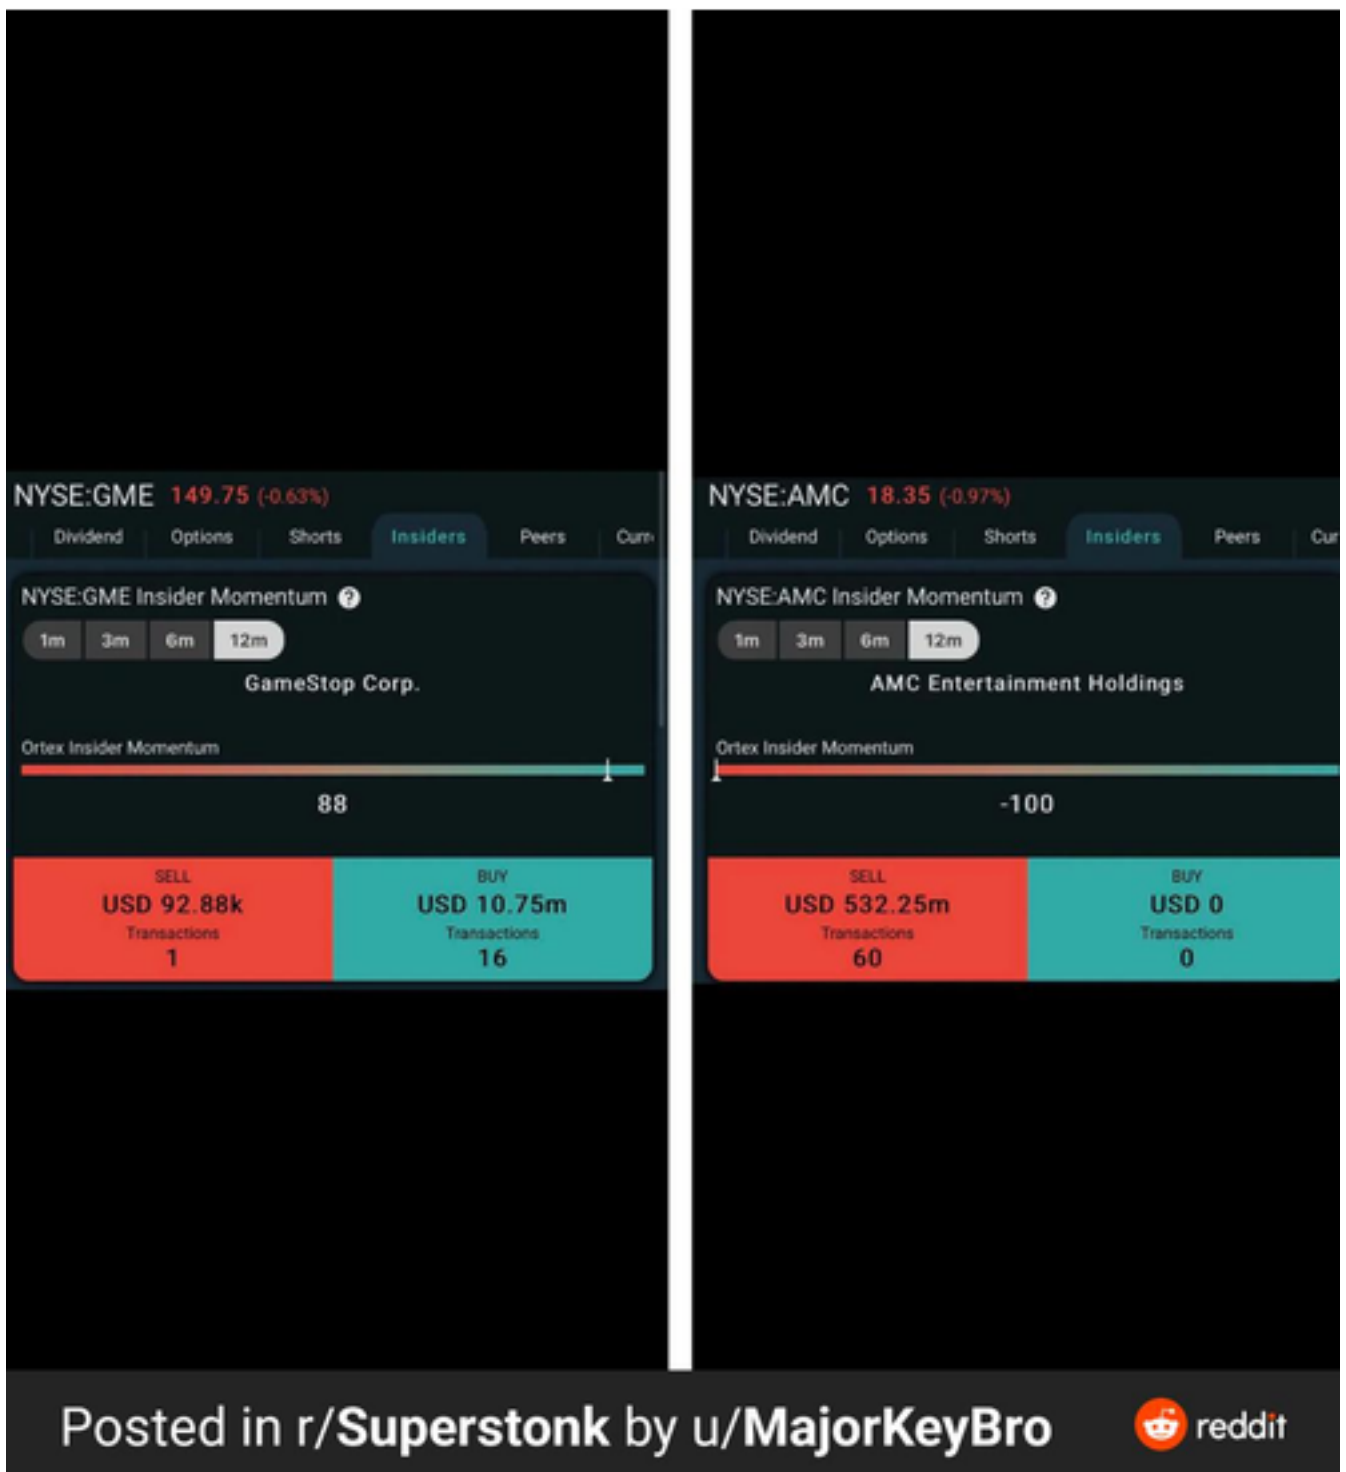 NYSE:GME 149.75 (-0.63%)
Dividend Options Shorts Insiders Peers Curr
NYSE:GME Insider Momentum ?
1m 3m 6m 12m
GameStop Corp.
Ortex Insider Momentum
88
SELL BUY
USD 92.88k USD 10.75m
Transactions Transactions
1 16
NYSE:AMC 18.35 (-0.97%)
Dividend Options Shorts Insiders Peers Cur
NYSE:AMC Insider Momentum ?
1m 3m 6m 12m
AMC Entertainment Holdings
Ortex Insider Momentum
-100
SELL BUY
USD 532.25m USD 0
Transactions Transactions
60 0
Posted in r/Superstonk by u/MajorKeyBro reddit